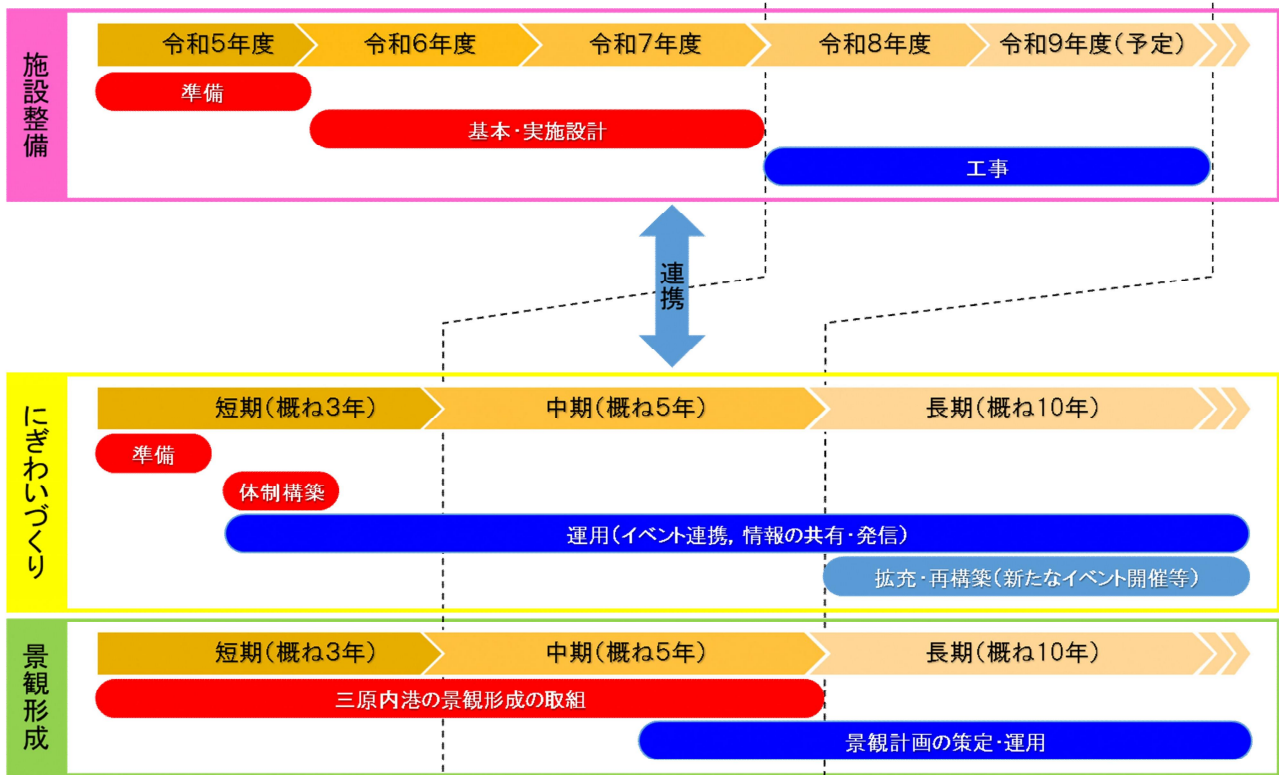 施設整備
令和5年度
令和6年度
令和7年度
令和8年度
令和9年度(予定)
準備
基本・実施設計
工事
連携
にぎわいづくり
短期(概ね3年)
中期(概ね5年)
長期(概ね10年)
準備
体制構築
運用(イベント連携, 情報の共有・発信)
拡充・再構築(新たなイベント開催等)
景観形成
短期(概ね3年)
中期(概ね5年)
長期(概ね10年)
三原内港の景観形成の取組
景観計画の策定・運用